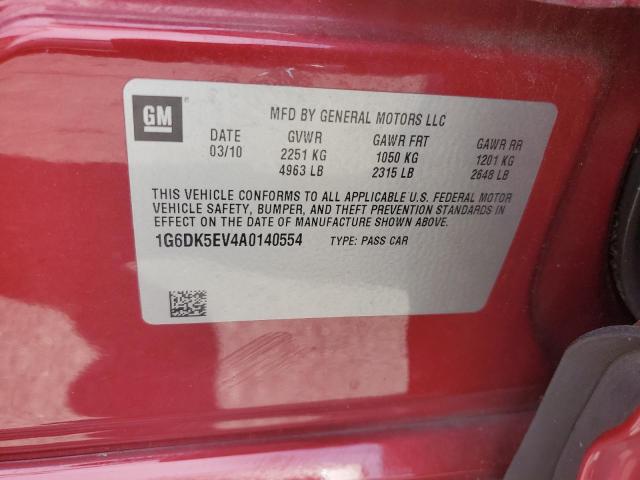 GM
MFD BY GENERAL MOTORS LLC
DATE GVWR GAWR FRT GAWR RR
03/10 2251 KG 1050 KG 1201 KG
4963 LB 2315 LB 2648 LB
THIS VEHICLE CONFORMS TO ALL APPLICABLE U.S. FEDERAL MOTOR
VEHICLE SAFETY, BUMPER, AND THEFT PREVENTION STANDARDS IN
EFFECT ON THE DATE OF MANUFACTURE SHOWN ABOVE.
1G6DK5EV4A0140554 TYPE: PASS CAR